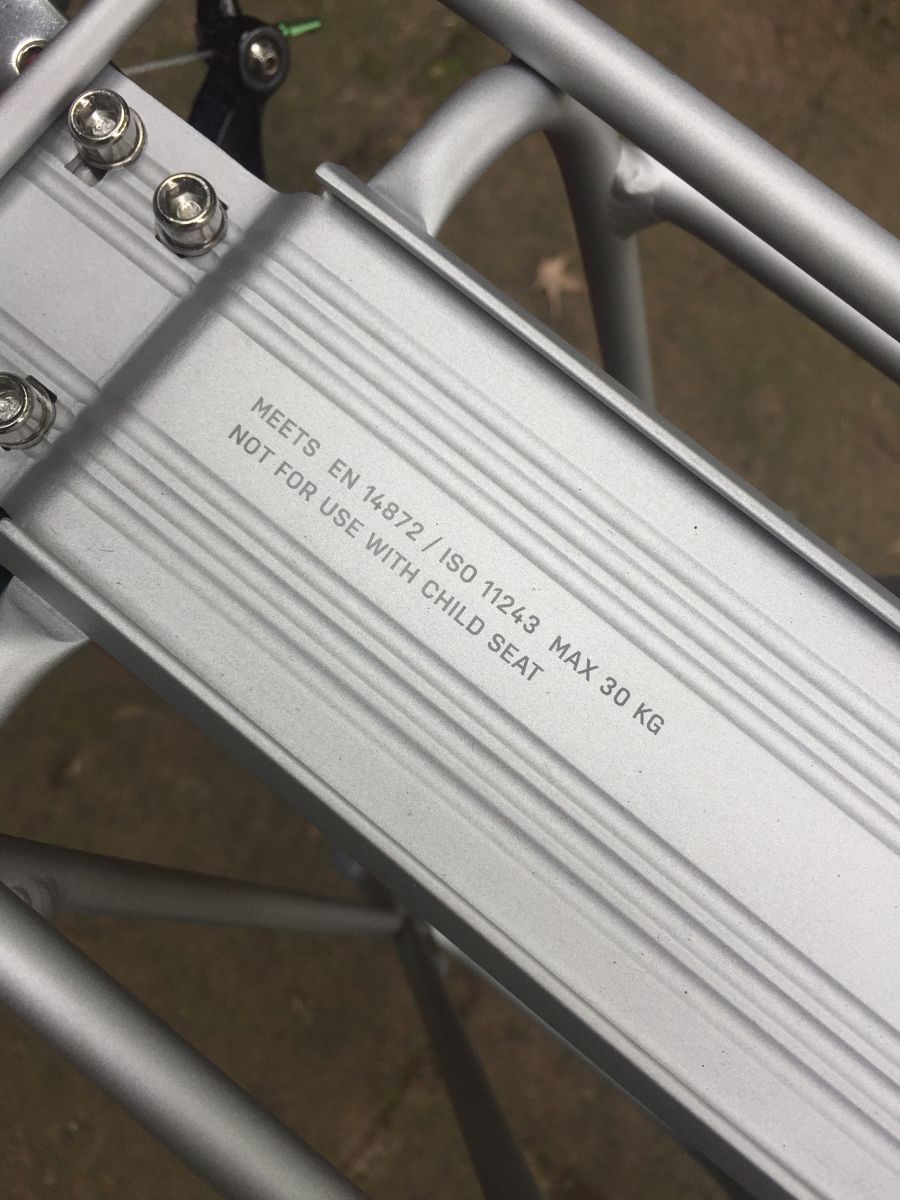 MEETS EN 14872 / ISO 11243 MAX 30 KG
NOT FOR USE WITH CHILD SEAT